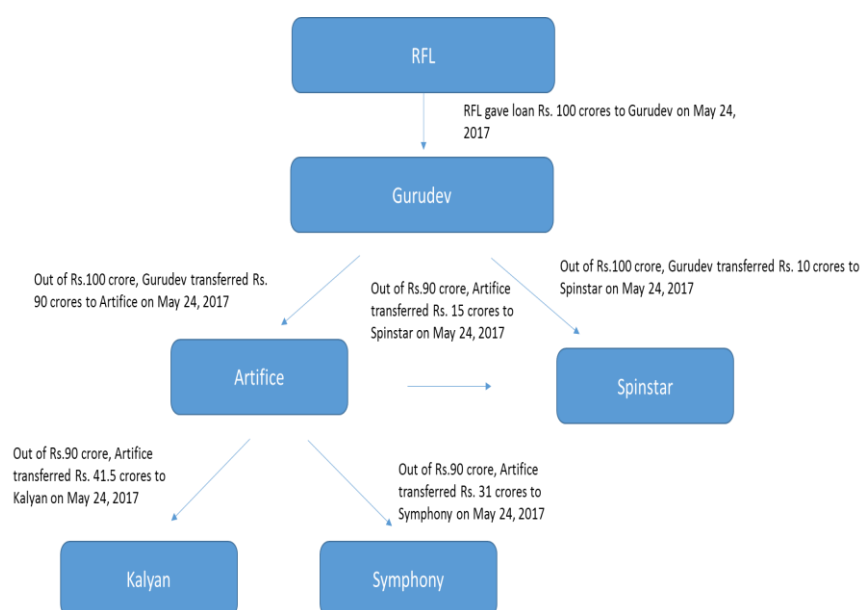 RFL
RFL gave loan Rs. 100 crores to Gurudev on May 24,
2017
Gurudev
Out of Rs.100 crore, Gurudev transferred Rs.
90 crores to Artifice on May 24, 2017
Out of Rs.90 crore, Artifice
transferred Rs. 15 crores to
Spinstar on May 24, 2017
Out of Rs.100 crore, Gurudev transferred Rs. 10 crores to
Spinstar on May 24, 2017
Artifice
Spinstar
Out of Rs.90 crore, Artifice
transferred Rs. 41.5 crores to
Kalyan on May 24, 2017
Out of Rs.90 crore, Artifice
transferred Rs. 31 crores to
Symphony on May 24, 2017
Kalyan
Symphony